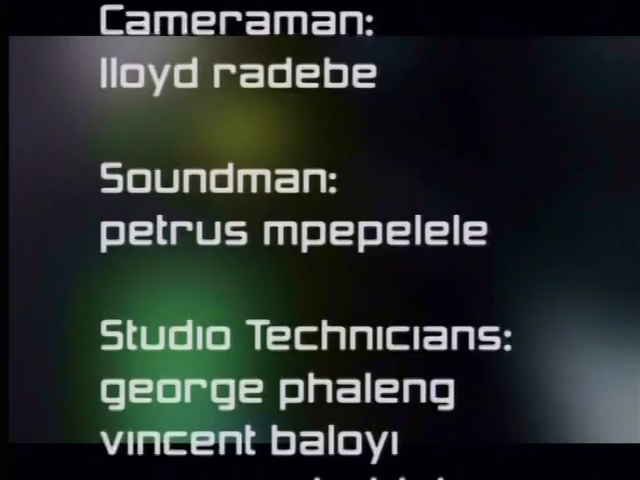 Cameraman:
lloyd radebe
Soundman:
petrus mpepelele
Studio Technicians:
george phaleng
vincent baloyi